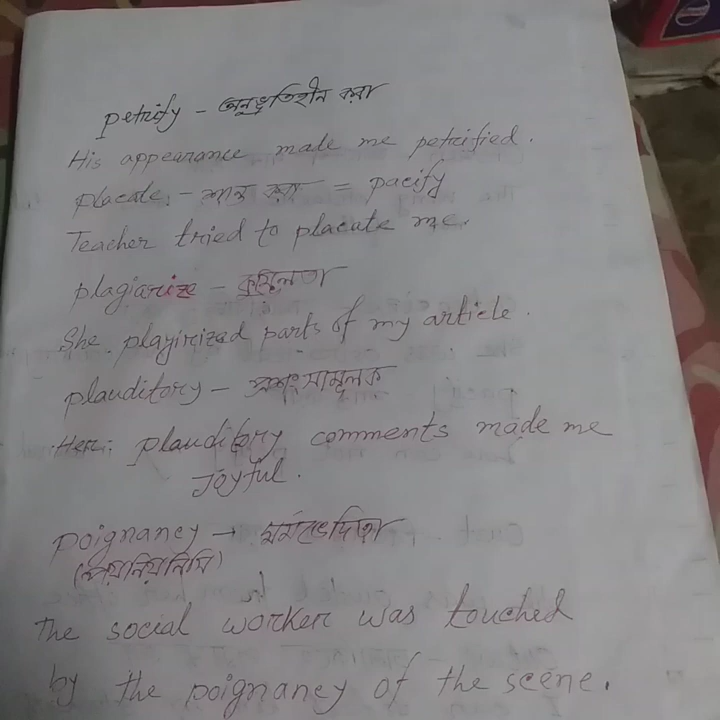 petrify - অনুভূতিহীন করা
His appearance made me petrified.
placate - শান্ত করা = pacify
Teacher tried to placate me.
plagiarize -
She plagirized parts of my article.
plauditory - প্রশংসামূলক
Her plauditory comments made me
Joyful.
poignancy → মর্মভেদিতা
The social worker was touched
by the poignancy of the scene.